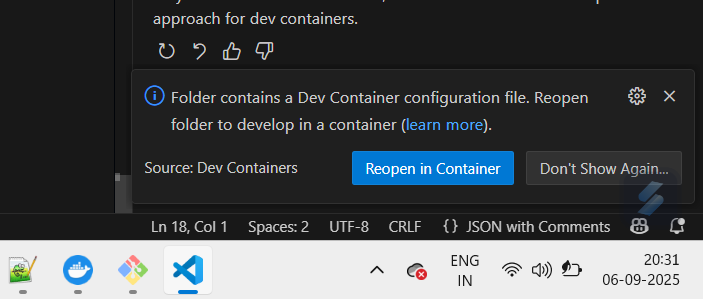 approach for dev containers.
Folder contains a Dev Container configuration file. Reopen
folder to develop in a container (learn more).
Source: Dev Containers
Reopen in Container
Don't Show Again...
Ln 18, Col 1
Spaces: 2
UTF-8
CRLF
{} JSON with Comments
ENG
IN
20:31
06-09-2025